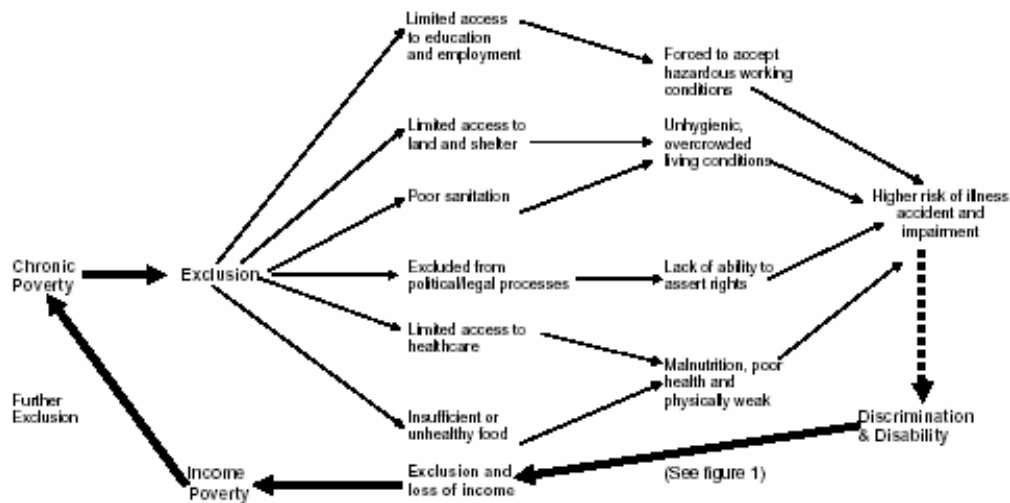 Limited access
to education
and employment
Forced to accept
hazardous working
conditions
Limited access to
land and shelter
Unhygienic,
overcrowded
living conditions
Poor sanitation
Higher risk of illness
accident and
impairment
Chronic
Poverty
Exclusion
Excluded from
political/legal processes
Lack of ability to
assert rights
Limited access to
healthcare
Malnutrition, poor
health and
physically weak
Further
Exclusion
Insufficient or
unhealthy food
Discrimination
& Disability
Income
Poverty
Exclusion and
loss of income
(See figure 1)